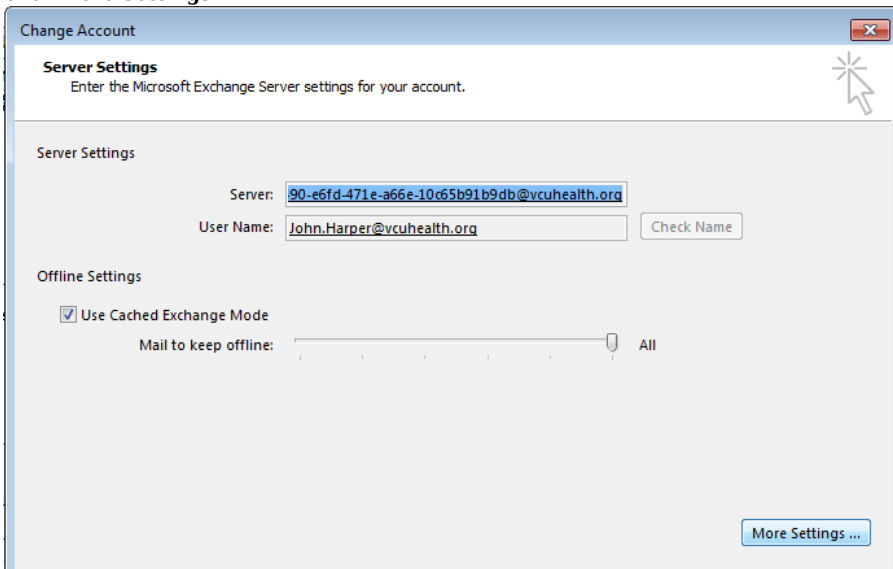 Change Account
Server Settings
Enter the Microsoft Exchange Server settings for your account.
Server Settings
Server: 90-e6fd-471e-a66e-10c65b91b9db@vcuhealth.org
User Name: John.Harper@vcuhealth.org Check Name
Offline Settings
Use Cached Exchange Mode
Mail to keep offline: All
More Settings ...